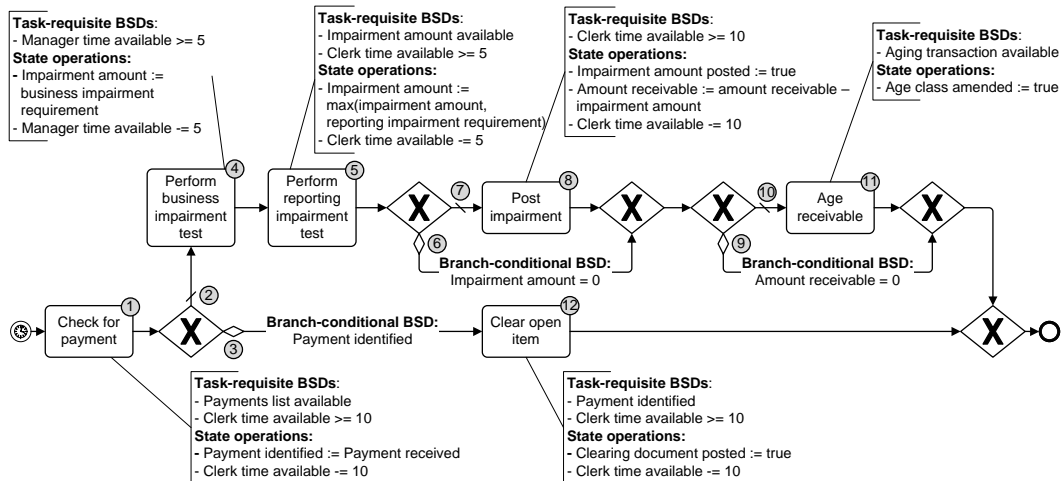 Task-requisite BSDs:
- Manager time available >= 5
State operations:
- Impairment amount :=
business impairment
requirement
- Manager time available -= 5
Task-requisite BSDs:
- Impairment amount available
- Clerk time available >= 5
State operations:
- Impairment amount :=
max(impairment amount,
reporting impairment requirement)
- Clerk time available -= 5
Task-requisite BSDs:
- Clerk time available >= 10
State operations:
- Impairment amount posted := true
- Amount receivable := amount receivable –
impairment amount
- Clerk time available -= 10
Task-requisite BSDs:
- Aging transaction available
State operations:
- Age class amended := true
4
Perform
business
impairment
test
5
Perform
reporting
impairment
test
X
7
6
Branch-conditional BSD:
Impairment amount = 0
8
Post
impairment
X
X
10
9
Branch-conditional BSD:
Amount receivable = 0
11
Age
receivable
X
1
Check for
payment
2
X
3
Branch-conditional BSD:
Payment identified
12
Clear open
item
X
Task-requisite BSDs:
- Payments list available
- Clerk time available >= 10
State operations:
- Payment identified := Payment received
- Clerk time available -= 10
Task-requisite BSDs:
- Payment identified
- Clerk time available >= 10
State operations:
- Clearing document posted := true
- Clerk time available -= 10